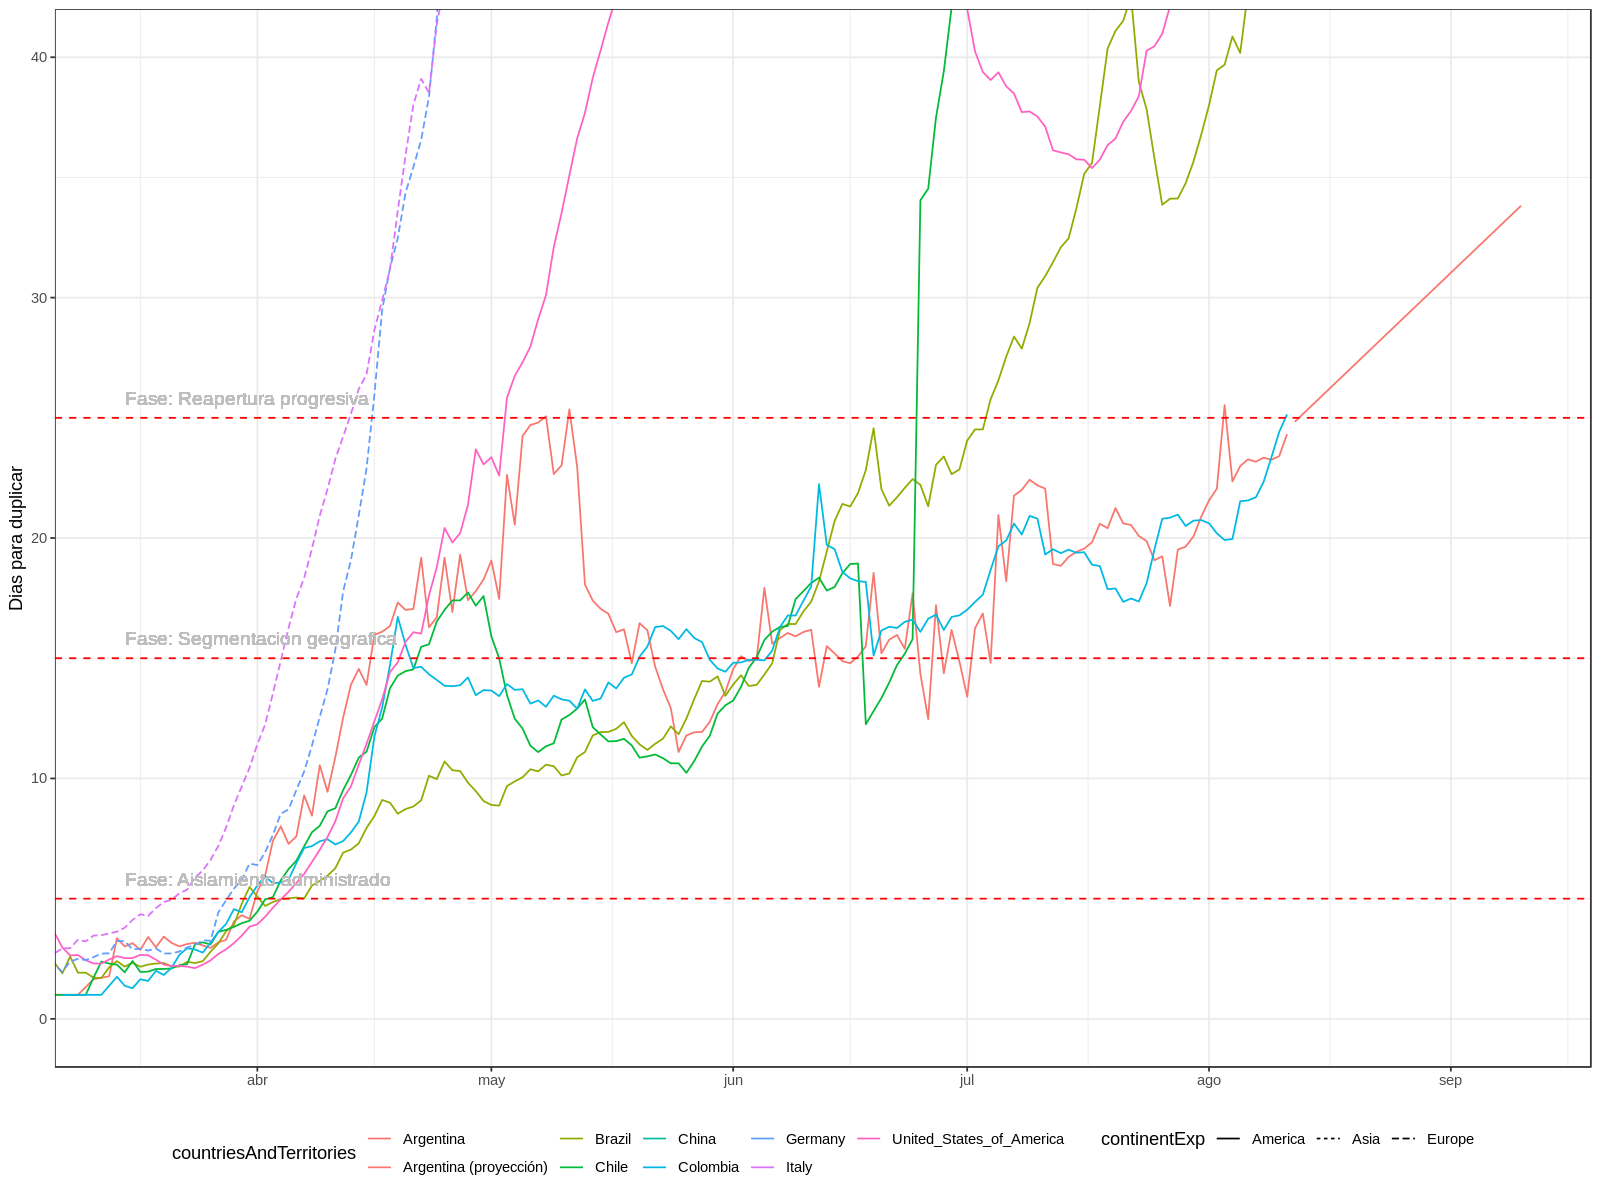 40
30
20
10
0
Dias para duplicar
Fase: Reapertura progresiva
Fase: Segmentación geografica
Fase: Aislamiento administrado
abr may jun jul ago sep
countriesAndTerritories
Argentina Brazil China Germany United_States_of_America
Argentina (proyección) Chile Colombia Italy
continentExp America Asia Europe